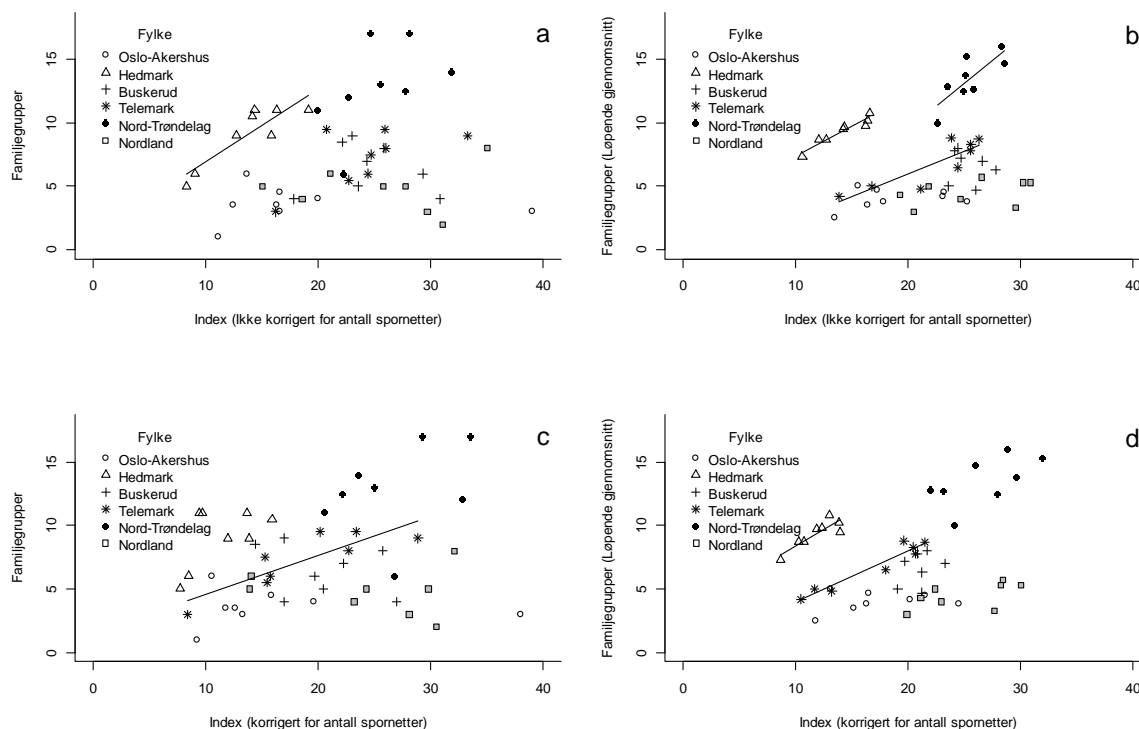 a
Fylke
Oslo-Akershus
Hedmark
Buskerud
Telemark
Nord-Trøndelag
Nordland
Familjegrupper
15
10
5
0
0 10 20 30 40
Index (Ikke korrigert for antall spornetter)
b
Fylke
Oslo-Akershus
Hedmark
Buskerud
Telemark
Nord-Trøndelag
Nordland
Familjegrupper (Løpende gjennomsnitt)
15
10
5
0
0 10 20 30 40
Index (Ikke korrigert for antall spornetter)
c
Fylke
Oslo-Akershus
Hedmark
Buskerud
Telemark
Nord-Trøndelag
Nordland
Familjegrupper
15
10
5
0
0 10 20 30 40
Index (korrigert for antall spornetter)
d
Fylke
Oslo-Akershus
Hedmark
Buskerud
Telemark
Nord-Trøndelag
Nordland
Familjegrupper (Løpende gjennomsnitt)
15
10
5
0
0 10 20 30 40
Index (korrigert for antall spornetter)